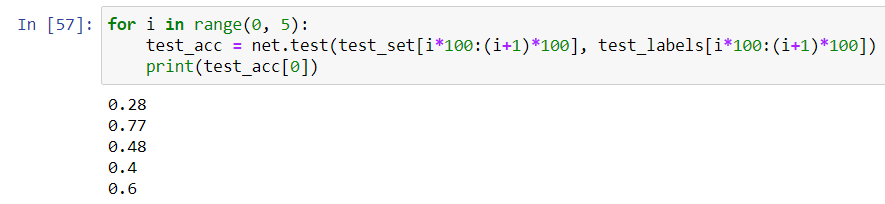 In [57]: for i in range(0, 5):
test_acc = net.test(test_set[i*100:(i+1)*100], test_labels[i*100:(i+1)*100])
print(test_acc[0])
0.28
0.77
0.48
0.4
0.6